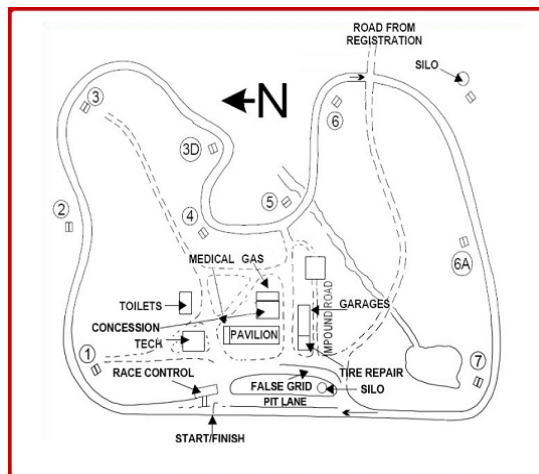 ROAD FROM
REGISTRATION
SILO
N
3
6
3D
5
2
4
MEDICAL GAS
6A
TOILETS
GARAGES
CONCESSION
PAVILION
TECH
IMPOUND ROAD
1
TIRE REPAIR
7
RACE CONTROL
FALSE GRID
SILO
PIT LANE
START/FINISH